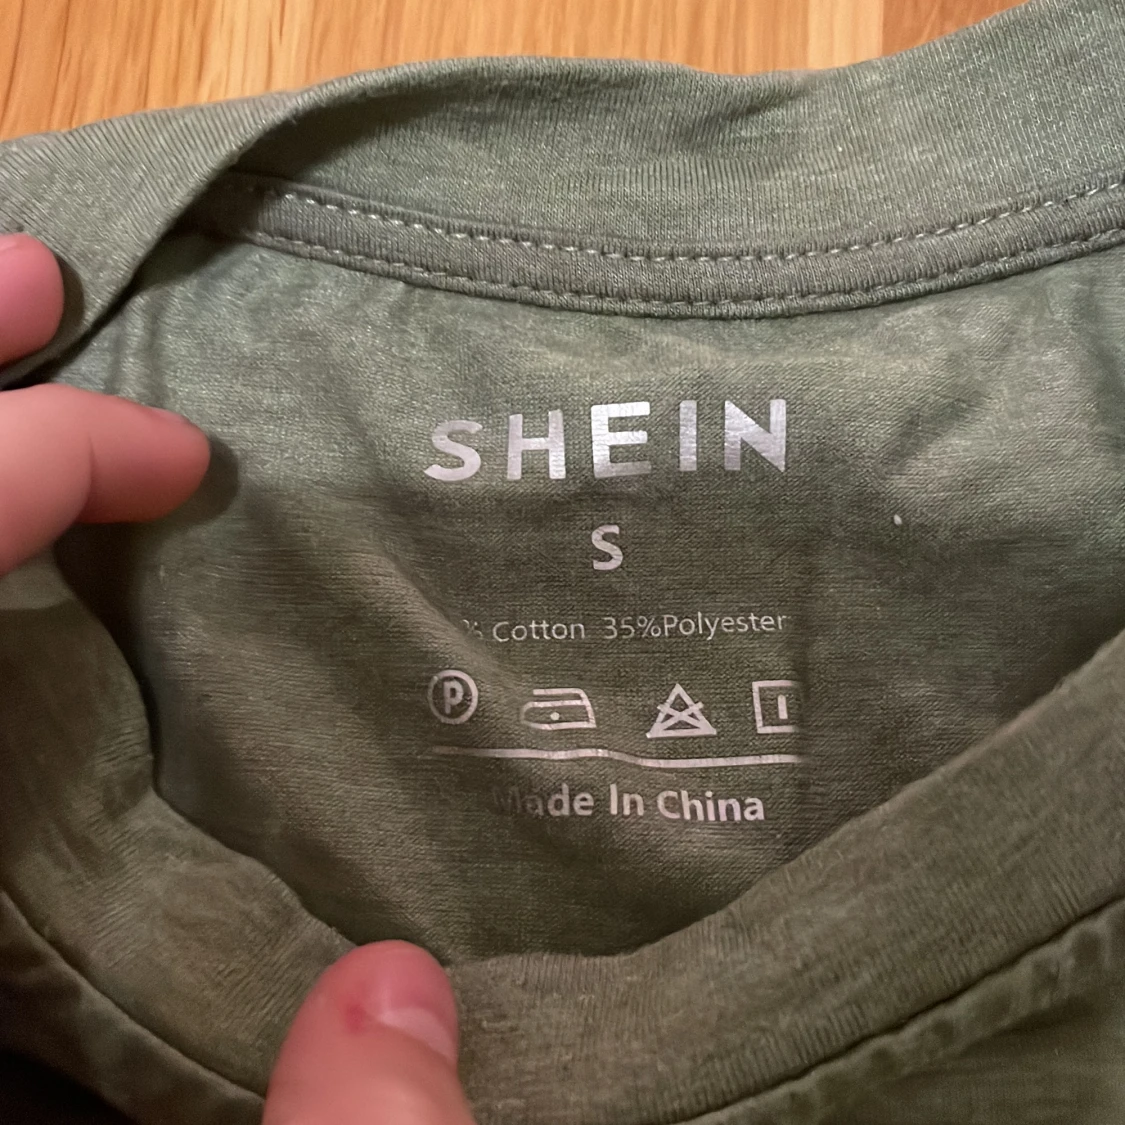 SHEIN
S
% Cotton 35%Polyester
P
Made In China